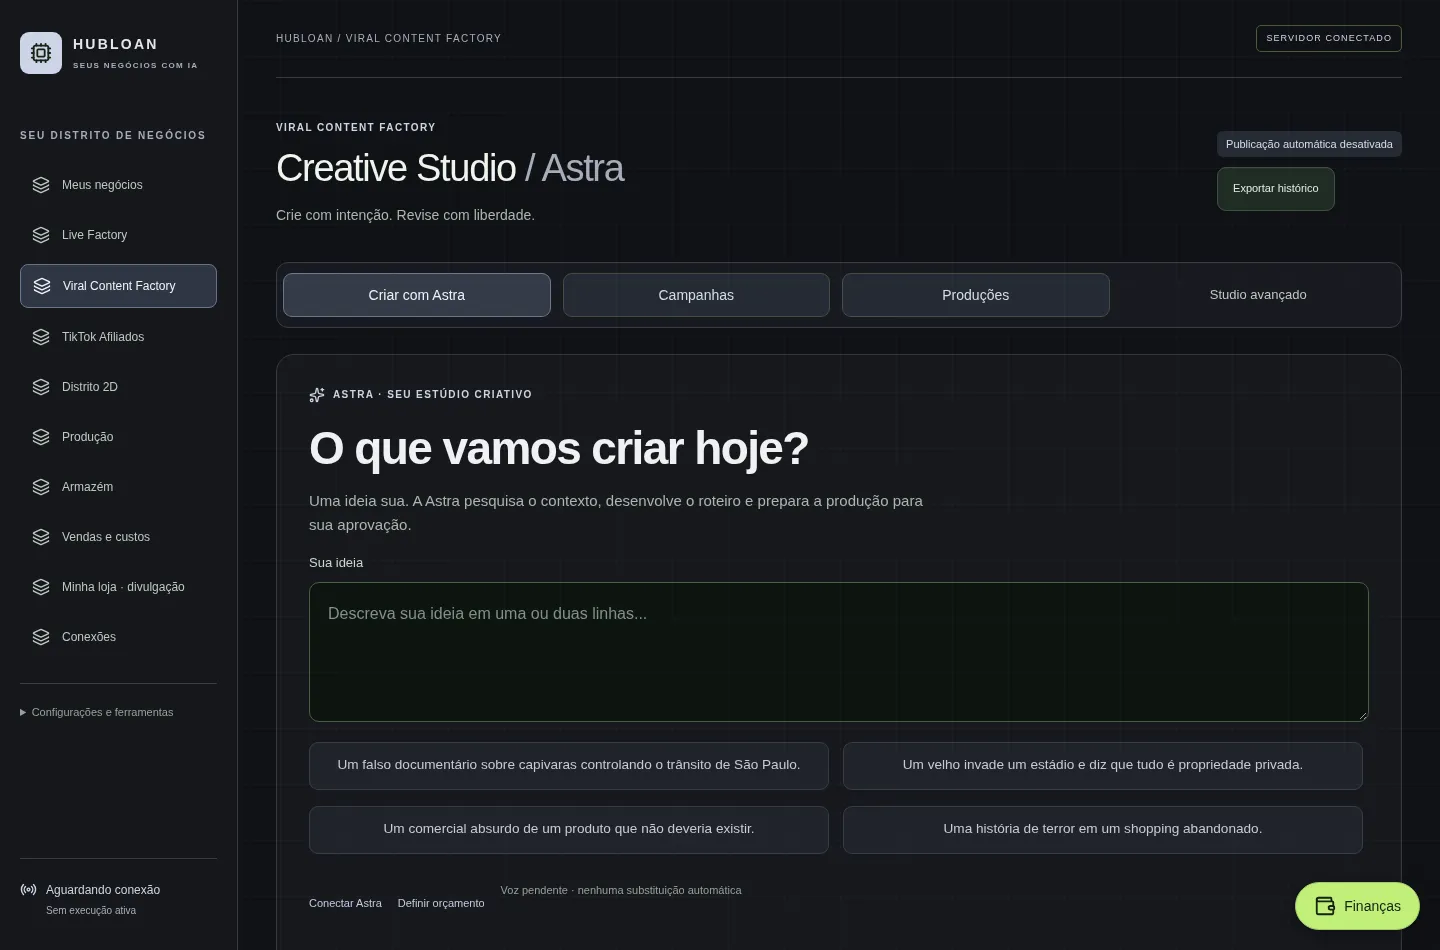 HUBLOAN
SEUS NEGÓCIOS COM IA
SEU DISTRITO DE NEGÓCIOS
Meus negócios
Live Factory
Viral Content Factory
TikTok Afiliados
Distrito 2D
Produção
Armazém
Vendas e custos
Minha loja · divulgação
Conexões
Configurações e ferramentas
Aguardando conexão
Sem execução ativa
HUBLOAN / VIRAL CONTENT FACTORY
SERVIDOR CONECTADO
VIRAL CONTENT FACTORY
Creative Studio / Astra
Crie com intenção. Revise com liberdade.
Publicação automática desativada
Exportar histórico
Criar com Astra
Campanhas
Produções
Studio avançado
ASTRA · SEU ESTÚDIO CRIATIVO
O que vamos criar hoje?
Uma ideia sua. A Astra pesquisa o contexto, desenvolve o roteiro e prepara a produção para
sua aprovação.
Sua ideia
Descreva sua ideia em uma ou duas linhas...
Um falso documentário sobre capivaras controlando o trânsito de São Paulo.
Um velho invade um estádio e diz que tudo é propriedade privada.
Um comercial absurdo de um produto que não deveria existir.
Uma história de terror em um shopping abandonado.
Conectar Astra
Definir orçamento
Voz pendente · nenhuma substituição automática
Finanças